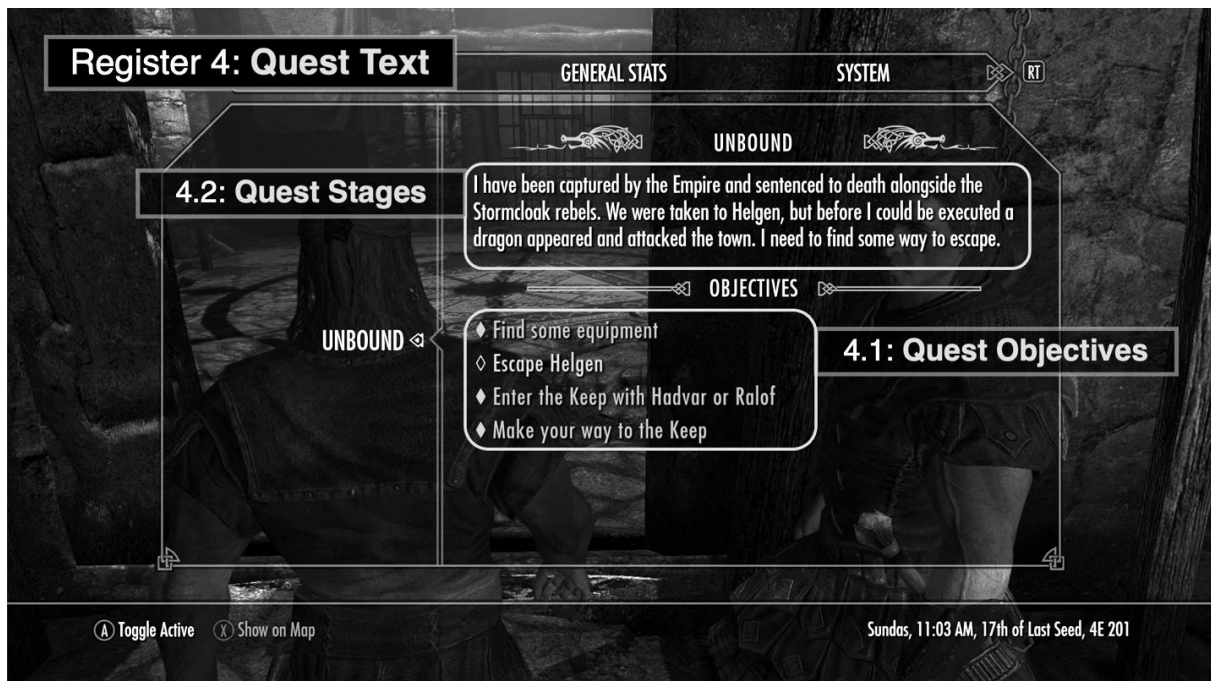 Register 4: Quest Text
GENERAL STATS
SYSTEM
RT
UNBOUND
4.2: Quest Stages
I have been captured by the Empire and sentenced to death alongside the
Stormcloak rebels. We were taken to Helgen, but before I could be executed a
dragon appeared and attacked the town. I need to find some way to escape.
OBJECTIVES
UNBOUND
Find some equipment
Escape Helgen
Enter the Keep with Hadvar or Ralof
Make your way to the Keep
4.1: Quest Objectives
A Toggle Active
X Show on Map
Sundas, 11:03 AM, 17th of Last Seed, 4E 201